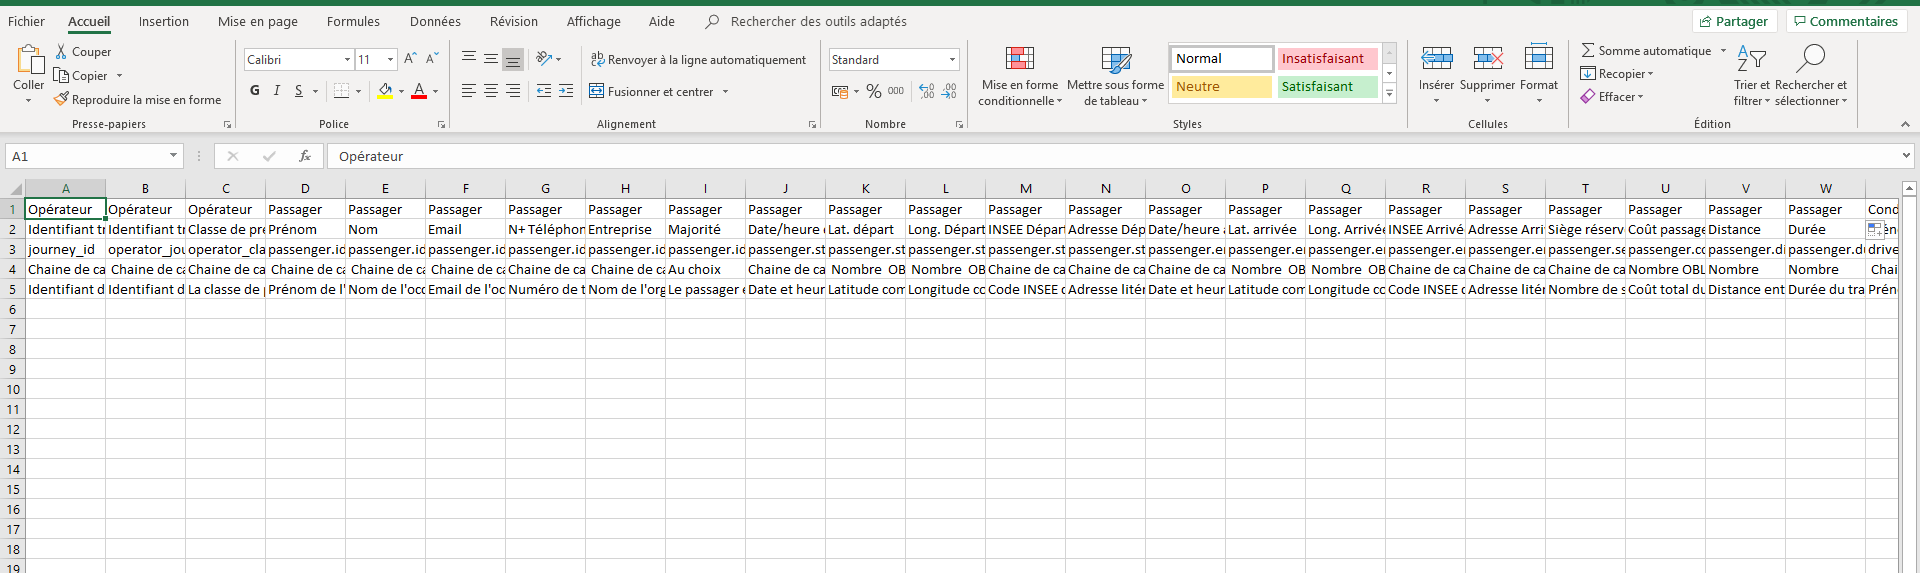 Fichier Accueil Insertion Mise en page Formules Données Révision Affichage Aide Rechercher des outils adaptés Partager Commentaires
Couper
Copier
Reproduire la mise en forme
Coller
Presse-papiers
Calibri 11 A A
G I S A
Police
ab Renvoyer à la ligne automatiquement
Fusionner et centrer
Alignement
Standard
% 000 ,00 ,00
Nombre
Mise en forme conditionnelle
Mettre sous forme de tableau
Normal Insatisfaisant
Neutre Satisfaisant
Styles
Insérer Supprimer Format
Cellules
Somme automatique
Recopier
Effacer
Trier et filtrer
Rechercher et sélectionner
Édition
A1 fx Opérateur
A B C D E F G H I J K L M N O P Q R S T U V W
1 Opérateur Opérateur Opérateur Passager Passager Passager Passager Passager Passager Passager Passager Passager Passager Passager Passager Passager Passager Passager Passager Passager Passager Passager Passager Cond
2 Identifiant tr Identifiant tr Classe de pre Prénom Nom Email N+ Téléphon Entreprise Majorité Date/heure Lat. départ Long. Départ INSEE Départ Adresse Dép Date/heure Lat. arrivée Long. Arrivée INSEE Arrivé Adresse Arri Siège réserv Coût passage Distance Durée
3 journey_id operator_jou operator_cla passenger.id passenger.id passenger.id passenger.id passenger.id passenger.id passenger.st passenger.st passenger.st passenger.st passenger.st passenger.er passenger.er passenger.er passenger.er passenger.er passenger.se passenger.co passenger.di passenger.d drive
4 Chaine de ca Chaine de ca Chaine de ca Chaine de ca Chaine de ca Chaine de ca Chaine de ca Chaine de ca Au choix Chaine de ca Nombre OB Nombre OB Chaine de ca Chaine de ca Chaine de ca Nombre OB Nombre OB Chaine de ca Chaine de ca Chaine de ca Nombre OBL Nombre Nombre Chai
5 Identifiant d Identifiant d La classe de Prénom de l' Nom de l'occ Email de l'oc Numéro de t Nom de l'org Le passager Date et heur Latitude com Longitude co Code INSEE c Adresse litér Date et heur Latitude com Longitude co Code INSEE c Adresse litér Nombre de s Coût total du Distance ent Durée du tra Prén
6
7
8
9
10
11
12
13
14
15
16
17
18
19